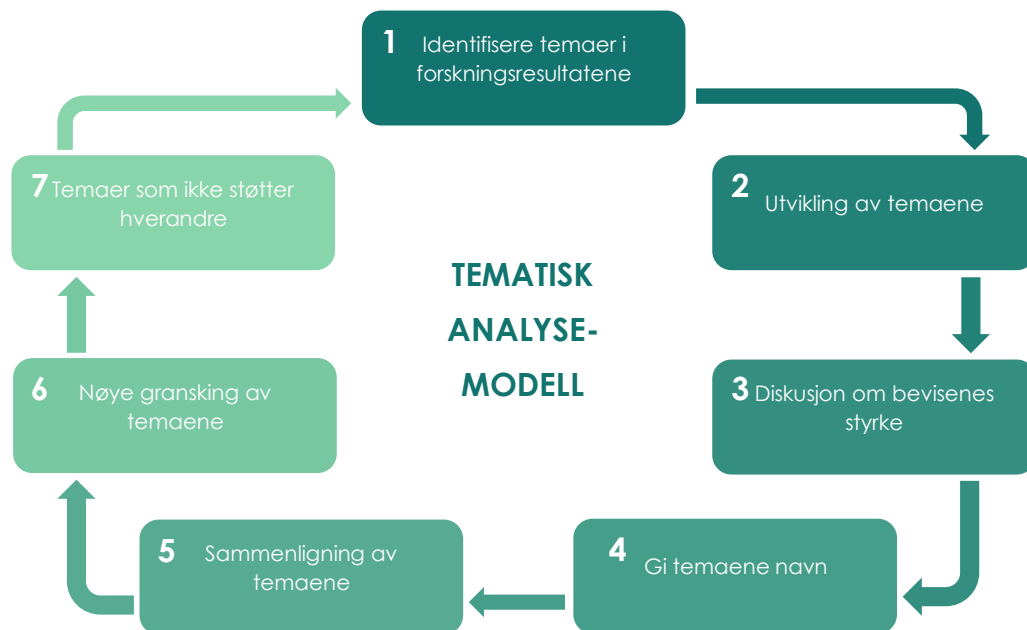 1 Identifisere temaer i
forskningsresultatene
2 Utvikling av temaene
3 Diskusjon om bevisenes
styrke
4 Gi temaene navn
5 Sammenligning av
temaene
6 Nøye gransking av
temaene
7 Temaer som ikke støtter
hverandre
TEMATISK
ANALYSE-
MODELL